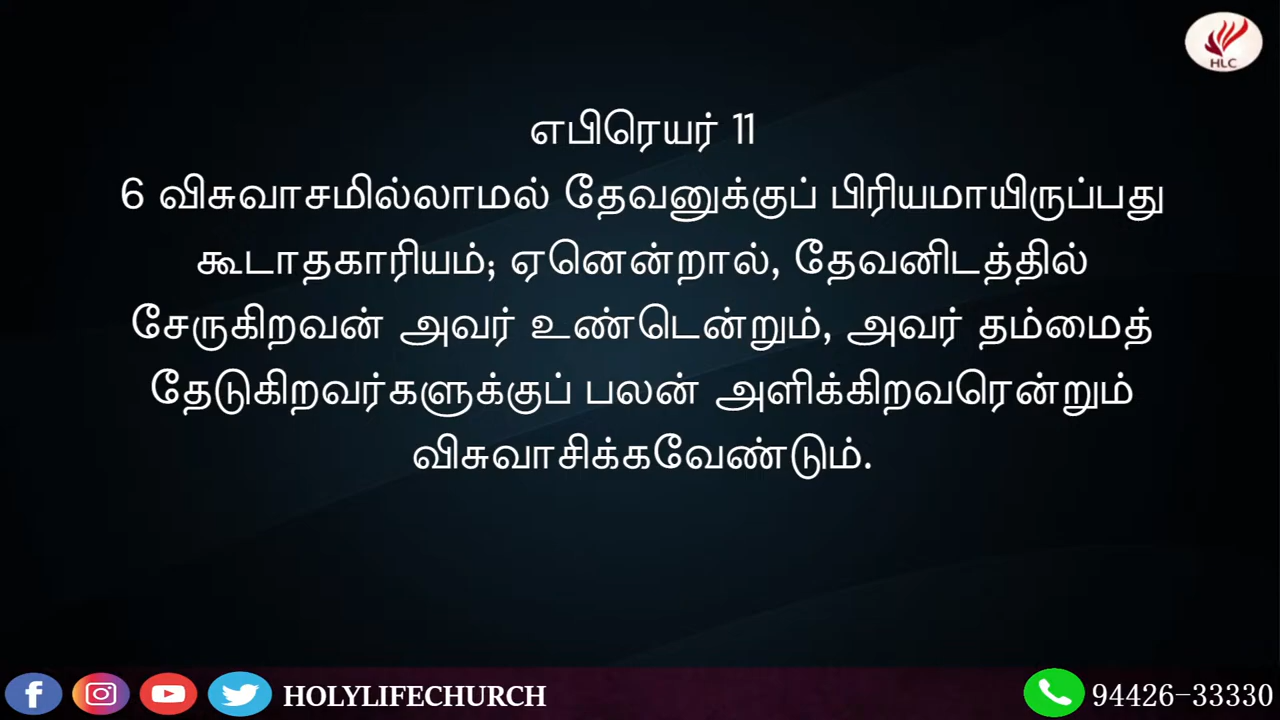 HLC
எபிரெயர் 11
6 விசுவாசமில்லாமல் தேவனுக்குப் பிரியமாயிருப்பது
கூடாதகாரியம்; ஏனென்றால், தேவனிடத்தில்
சேருகிறவன் அவர் உண்டென்றும், அவர் தம்மைத்
தேடுகிறவர்களுக்குப் பலன் அளிக்கிறவரென்றும்
விசுவாசிக்கவேண்டும்.
HOLYLIFECHURCH
94426-33330